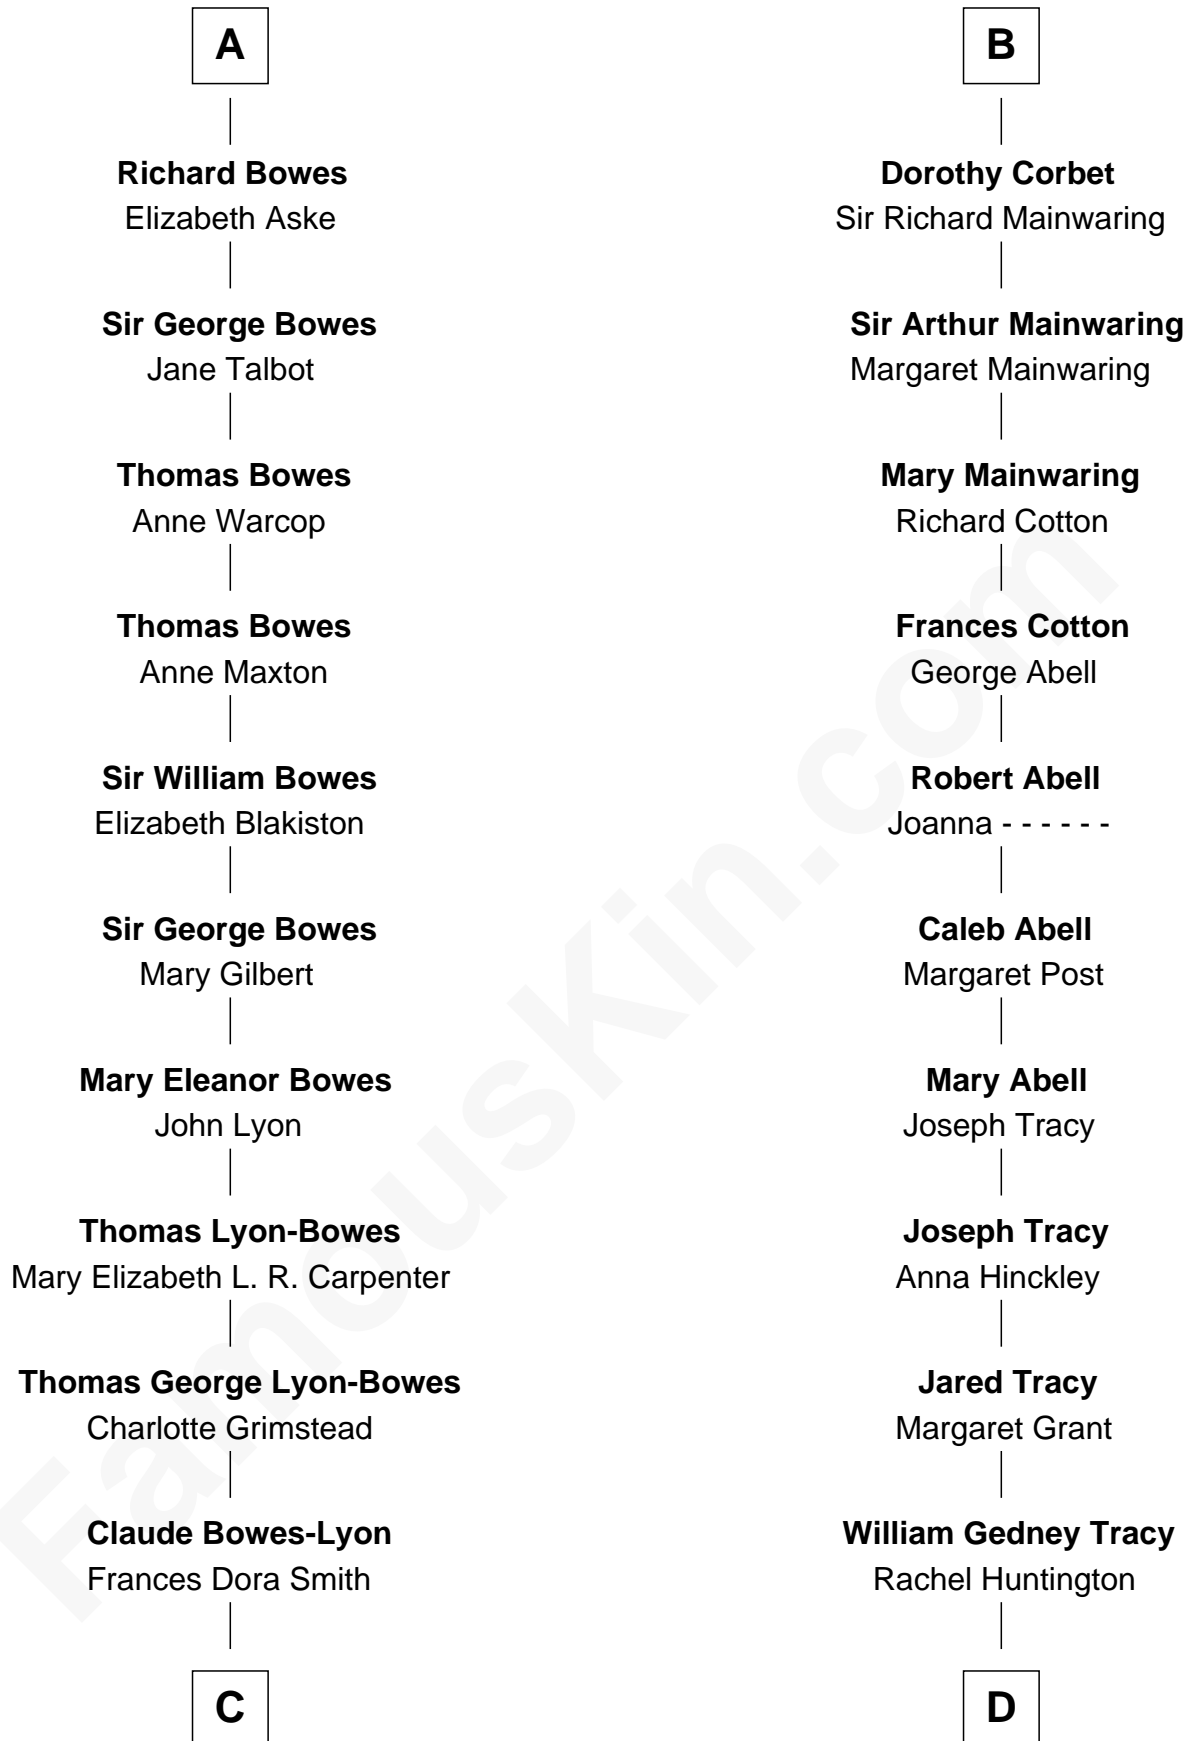 A
Richard Bowes
Elizabeth Aske
Sir George Bowes
Jane Talbot
Thomas Bowes
Anne Warcop
Thomas Bowes
Anne Maxton
Sir William Bowes
Elizabeth Blakiston
Sir George Bowes
Mary Gilbert
Mary Eleanor Bowes
John Lyon
Thomas Lyon-Bowes
Mary Elizabeth L. R. Carpenter
Thomas George Lyon-Bowes
Charlotte Grimstead
Claude Bowes-Lyon
Frances Dora Smith
C
B
Dorothy Corbet
Sir Richard Mainwaring
Sir Arthur Mainwaring
Margaret Mainwaring
Mary Mainwaring
Richard Cotton
Frances Cotton
George Abell
Robert Abell
Joanna - - - - - -
Caleb Abell
Margaret Post
Mary Abell
Joseph Tracy
Joseph Tracy
Anna Hinckley
Jared Tracy
Margaret Grant
William Gedney Tracy
Rachel Huntington
D
FamousKin.com